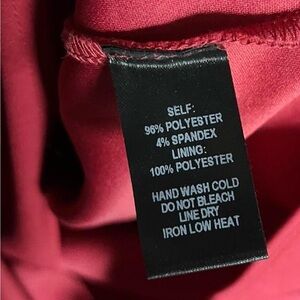 SELF:
96% POLYESTER
4% SPANDEX
LINING:
100% POLYESTER
HAND WASH COLD
DO NOT BLEACH
LINE DRY
IRON LOW HEAT